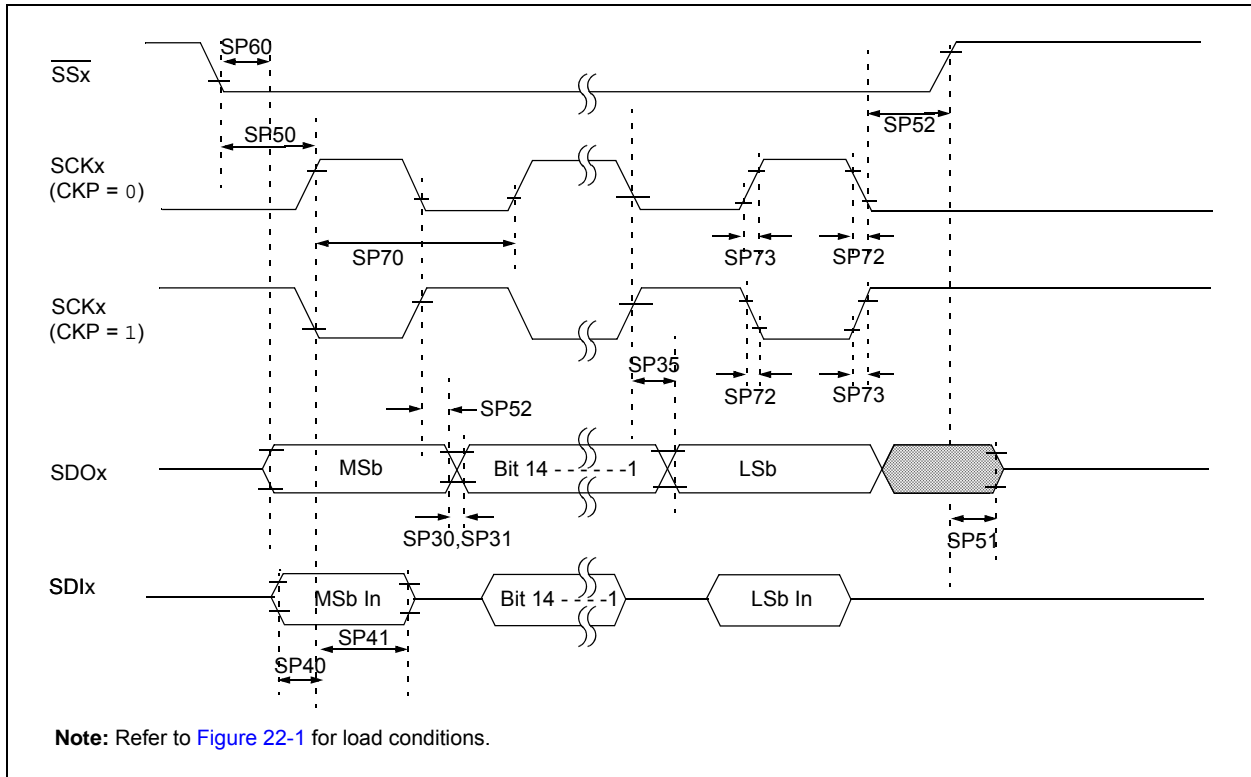 SP60
SSx
SP50
SP52
SCKx
(CKP = 0)
SP70
SP73
SP72
SCKx
(CKP = 1)
SP35
SP72
SP73
SP52
SDOx
MSb
Bit 14 - - - - - -1
LSb
SP30,SP31
SP51
SDIx
MSb In
Bit 14 - - - -1
LSb In
SP41
SP40
Note: Refer to Figure 22-1 for load conditions.